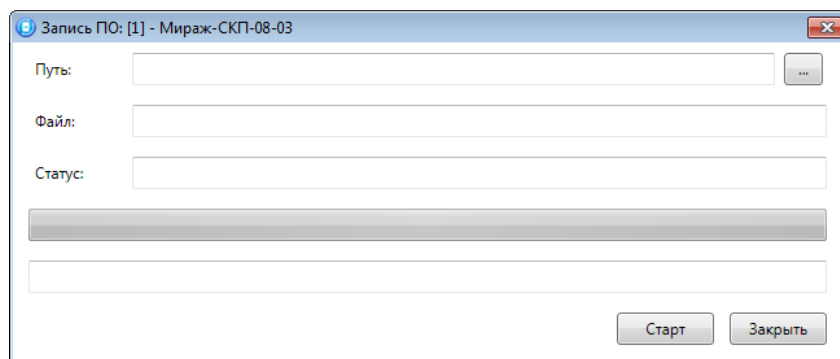 Запись ПО: [1] - Мираж-СКП-08-03
Путь:
...
Файл:
Статус:
Старт
Закрыть